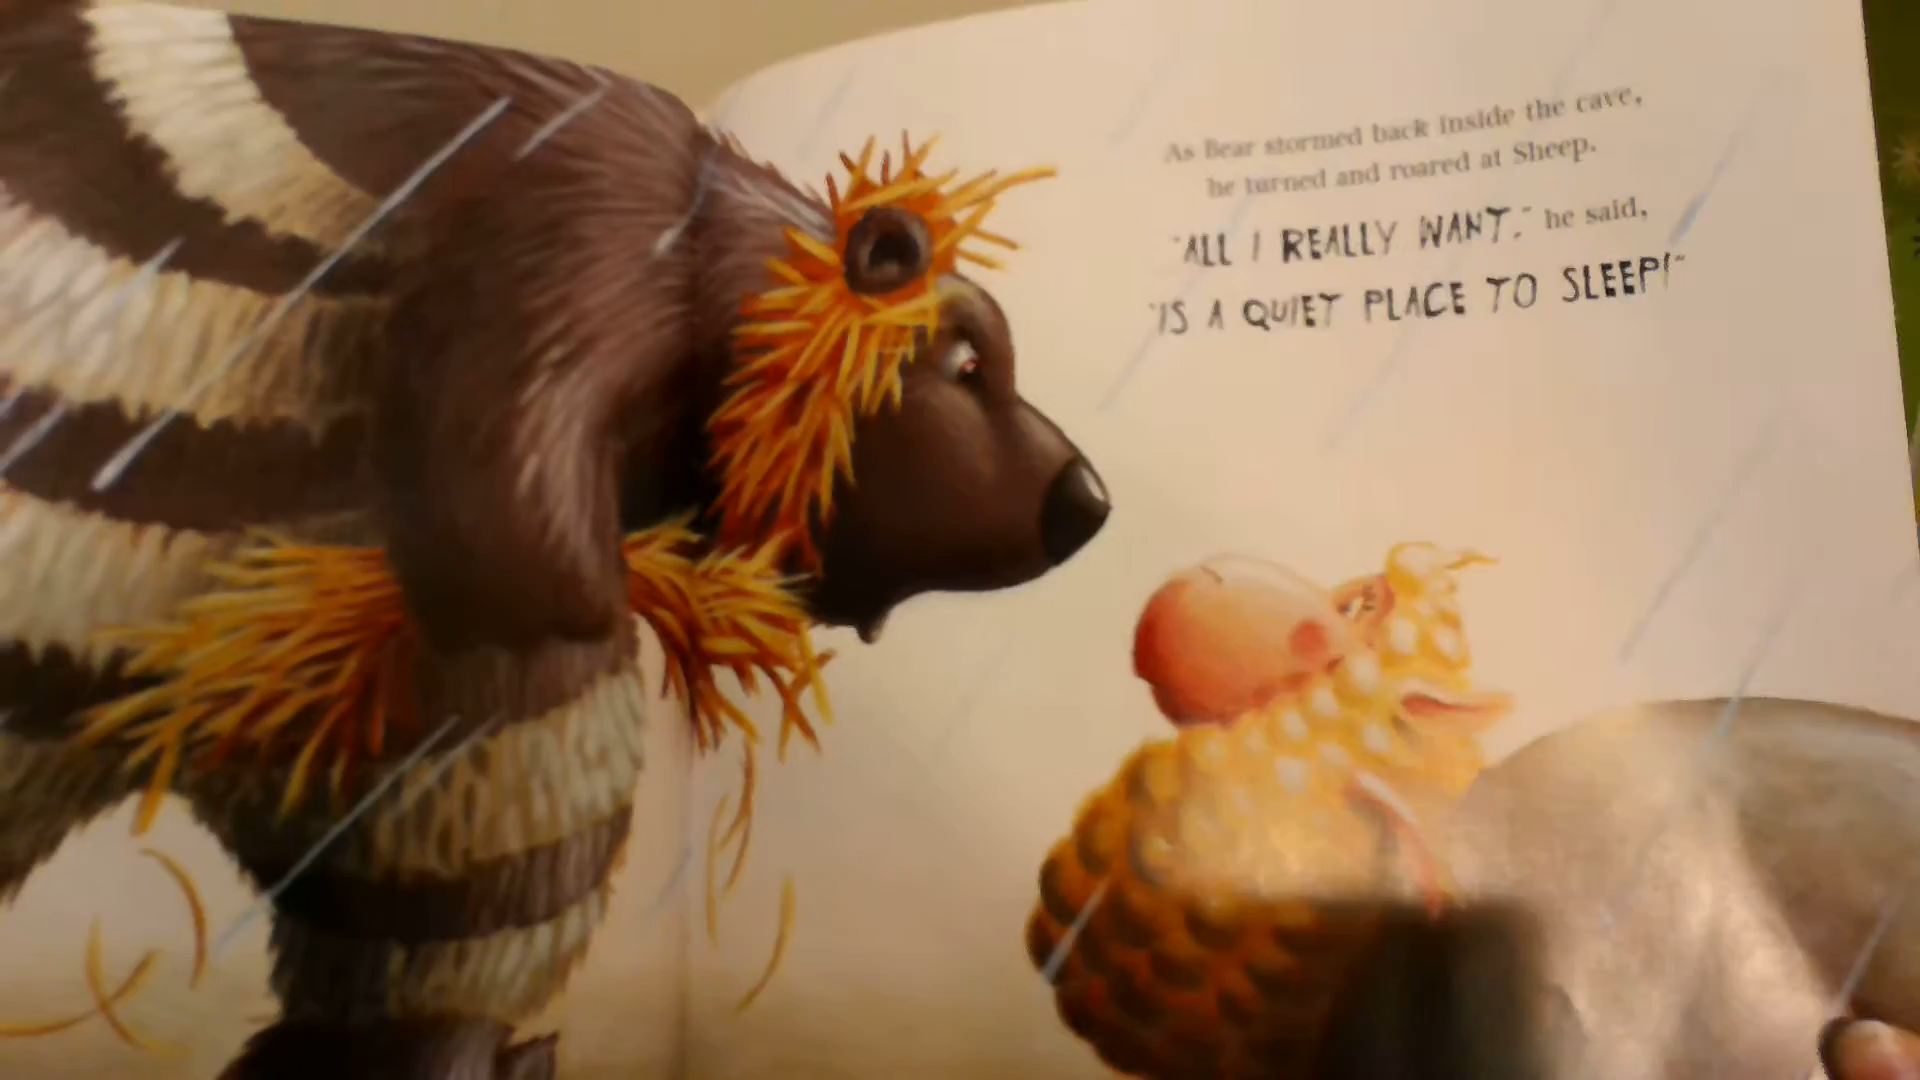 As Bear stormed back inside the cave,
he turned and roared at Sheep.
"ALL I REALLY WANT," he said,
"IS A QUIET PLACE TO SLEEP!"